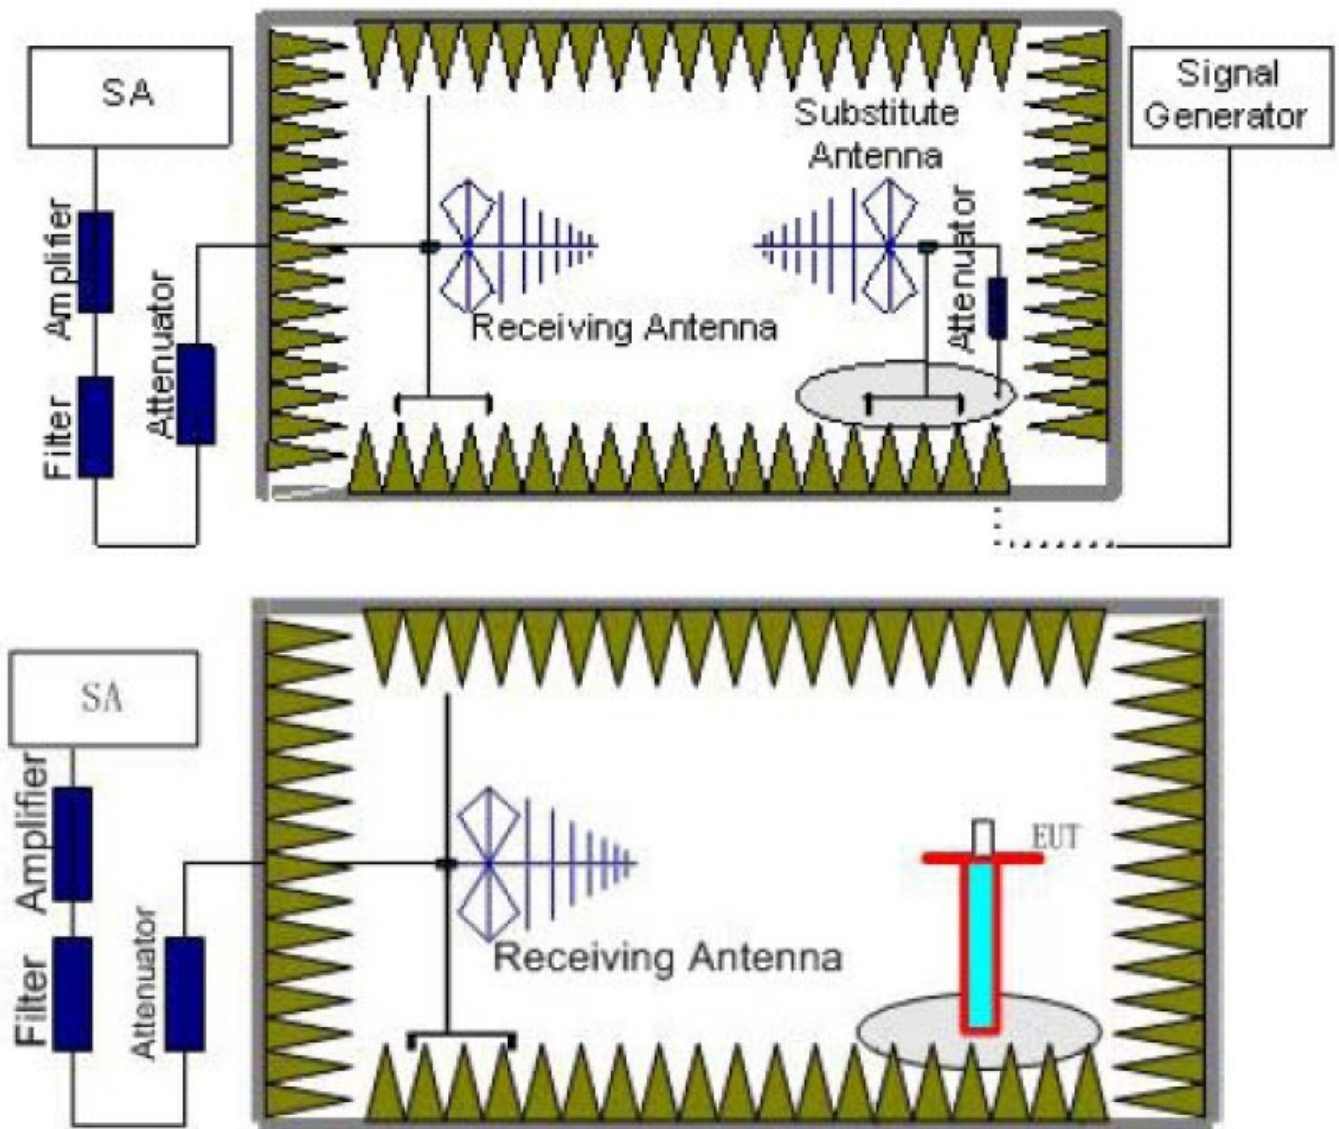 SA
Amplifier
Filter
Attenuator
Receiving Antenna
Substitute
Antenna
Attenuator
Signal
Generator
SA
Amplifier
Filter
Attenuator
Receiving Antenna
EUT